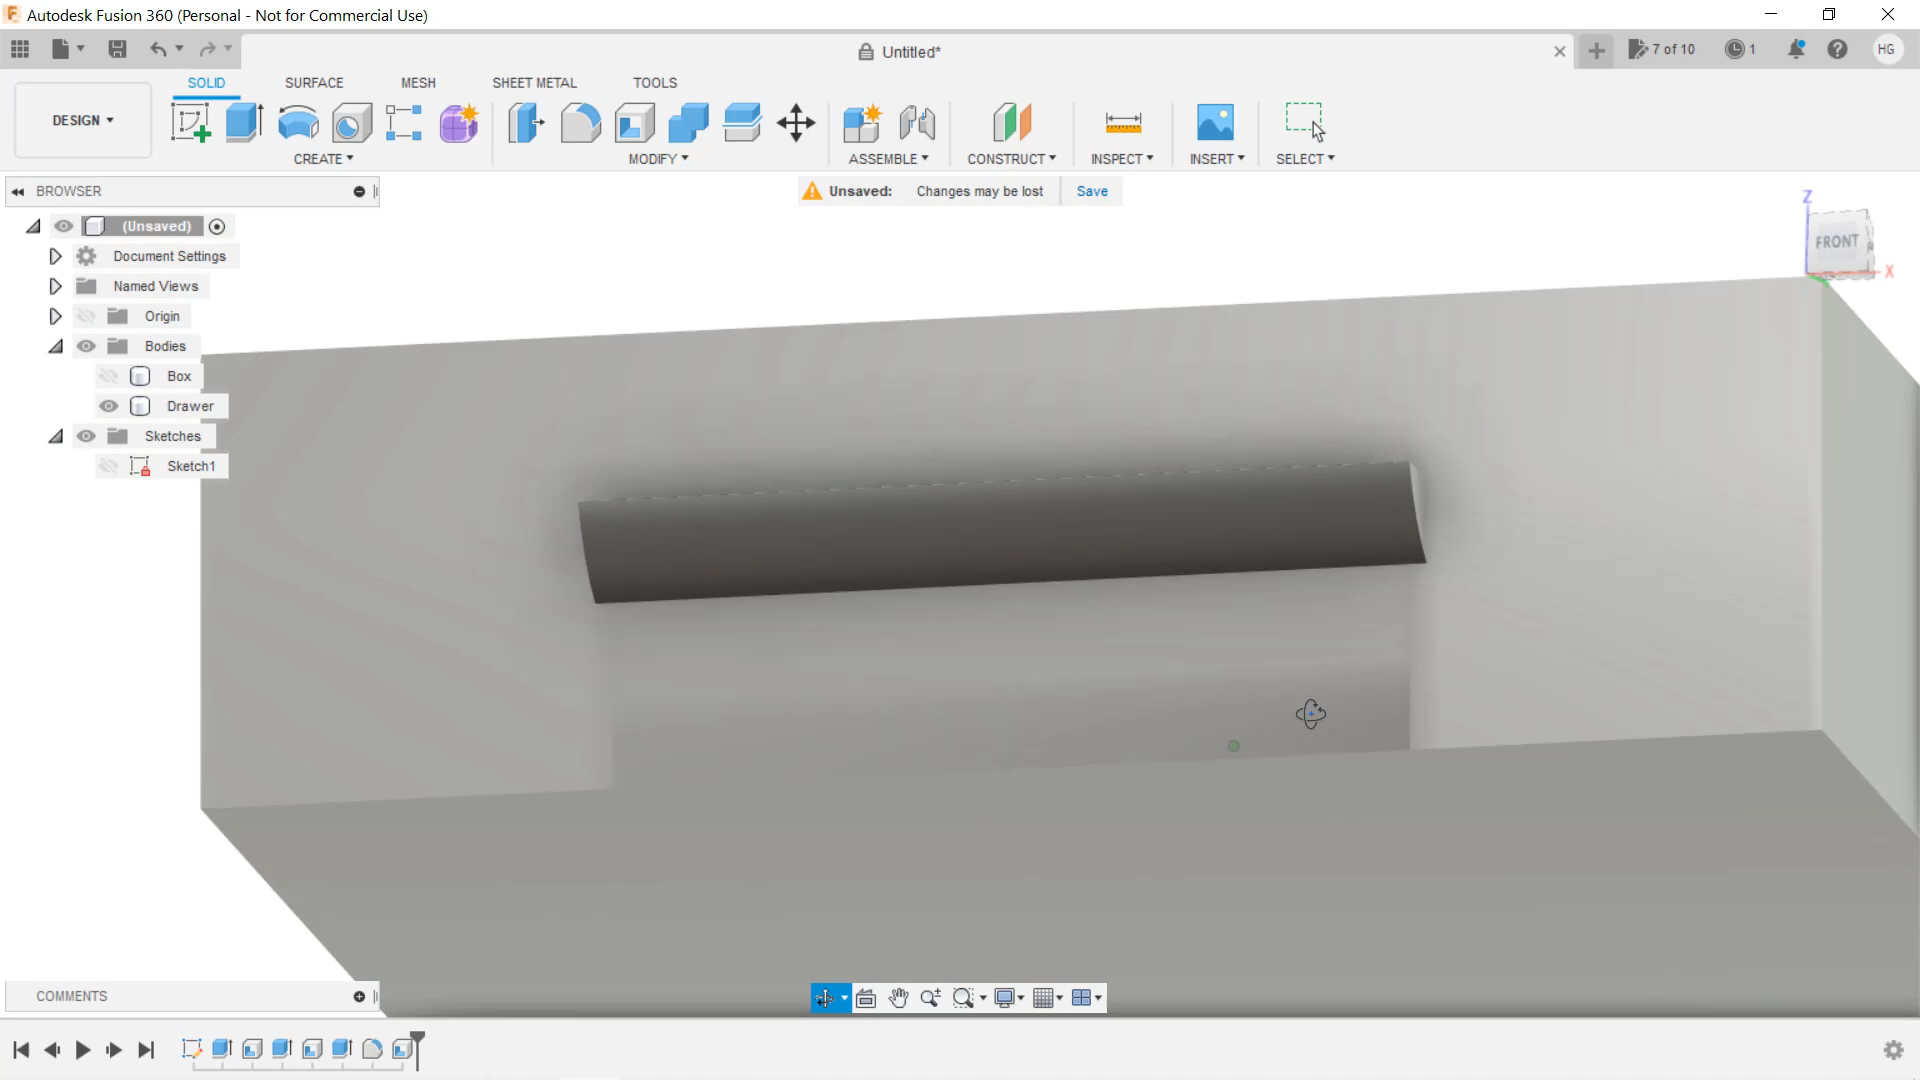 Autodesk Fusion 360 (Personal - Not for Commercial Use)
Untitled*
7 of 10
1
HG
DESIGN
SOLID
SURFACE
MESH
SHEET METAL
TOOLS
CREATE
MODIFY
ASSEMBLE
CONSTRUCT
INSPECT
INSERT
SELECT
BROWSER
Unsaved: Changes may be lost
Save
(Unsaved)
Document Settings
Named Views
Origin
Bodies
Box
Drawer
Sketches
Sketch1
Z
FRONT
X
COMMENTS